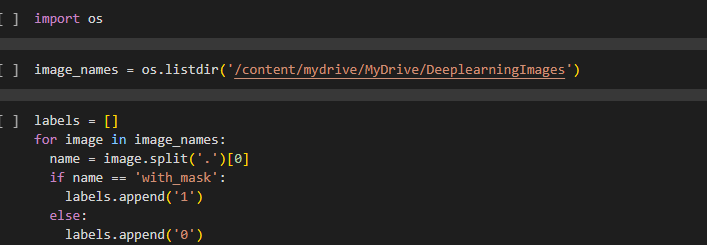 [ ] import os
[ ] image_names = os.listdir('/content/mydrive/MyDrive/DeeplearningImages')
[ ] labels = []
for image in image_names:
  name = image.split('.')[0]
  if name == 'with_mask':
    labels.append('1')
  else:
    labels.append('0')